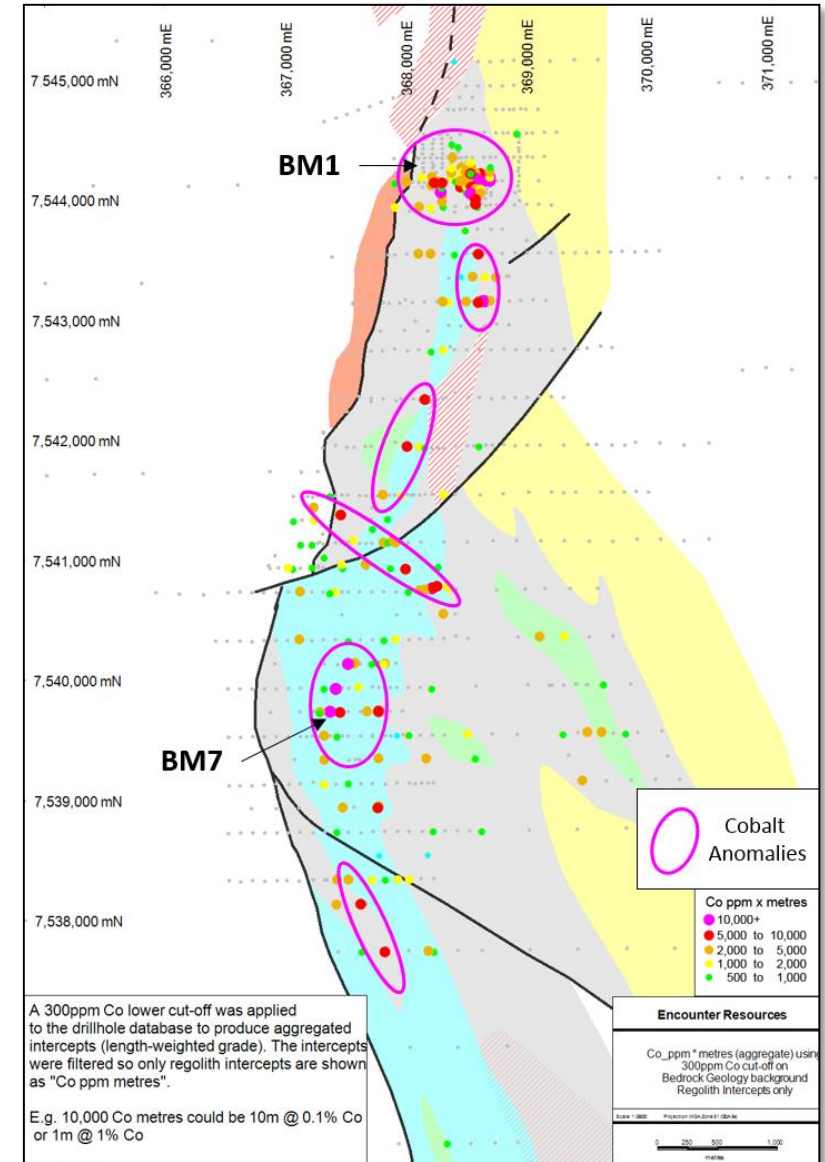 366,000 mE
367,000 mE
368,000 mE
369,000 mE
370,000 mE
371,000 mE
7 545,000 mN
BM1
7,544,000 mN
7,543,000 mN
7,542,000 mN
7,541,000 mN
7,540,000 mN
BM7
7,539,000 mN
7,538,000 mN
Cobalt
Anomalies
Co ppm x metres
10,000+
5,000 to 10,000
2,000 to 5,000
1,000 to 2,000
500 to 1,000
A 300ppm Co lower cut-off was applied
to the drillhole database to produce aggregated
intercepts (length-weighted grade). The intercepts
were filtered so only regolith intercepts are shown
as "Co ppm metres".
E.g. 10,000 Co metres could be 10m @ 0.1% Co
or 1m @ 1% Co
Encounter Resources
Co_ppm * metres (aggregate) using
300ppm Co cut-off on
Bedrock Geology background
Regolith Intercepts only
0 250 500 1,000
metres